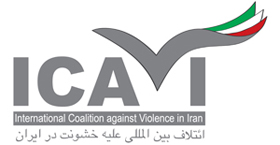 ICAVI
International Coalition against Violence in Iran
ائتلاف بین المللی علیه خشونت در ایران